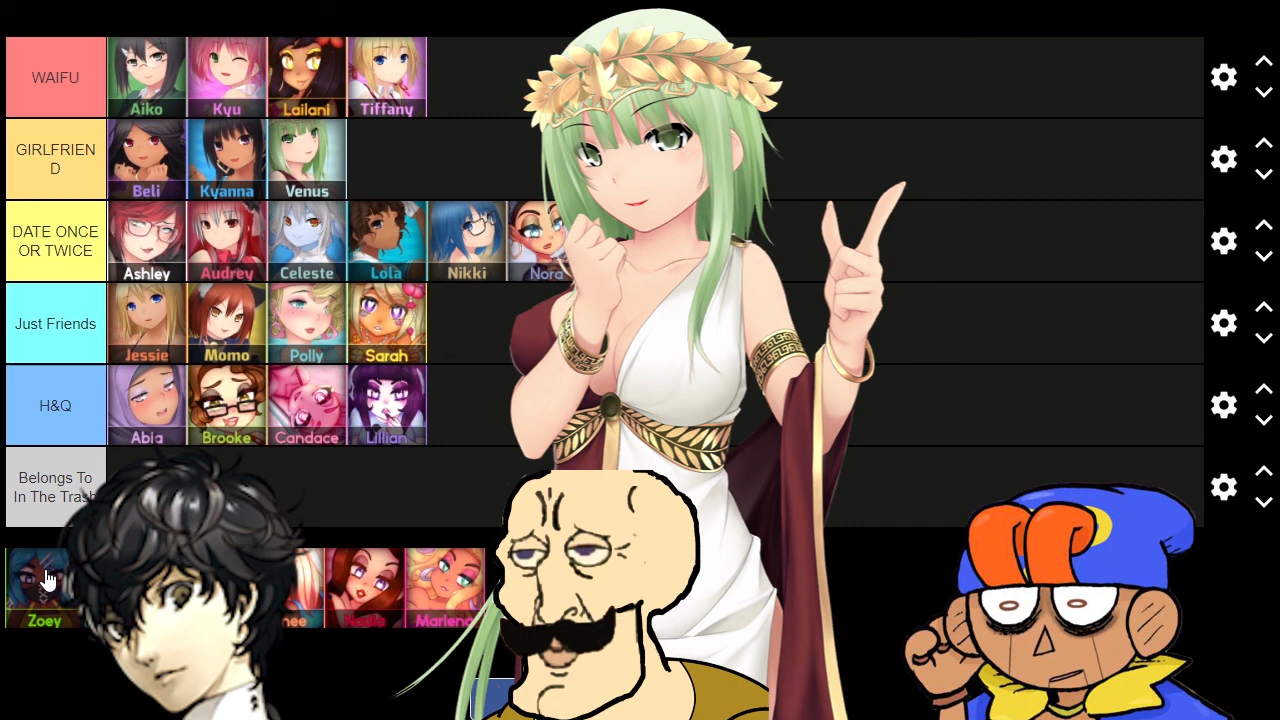 WAIFU
Aiko Kyu Lailani Tiffany
GIRLFRIEN
D
Beli Kyanna Venus
DATE ONCE
OR TWICE
Ashley Audrey Celeste Lola Nikki Nora
Just Friends
Jessie Momo Polly Sarah
H&Q
Abia Brooke Candace Lillian
Belongs To
In The Trash
Zoey nee Marlena